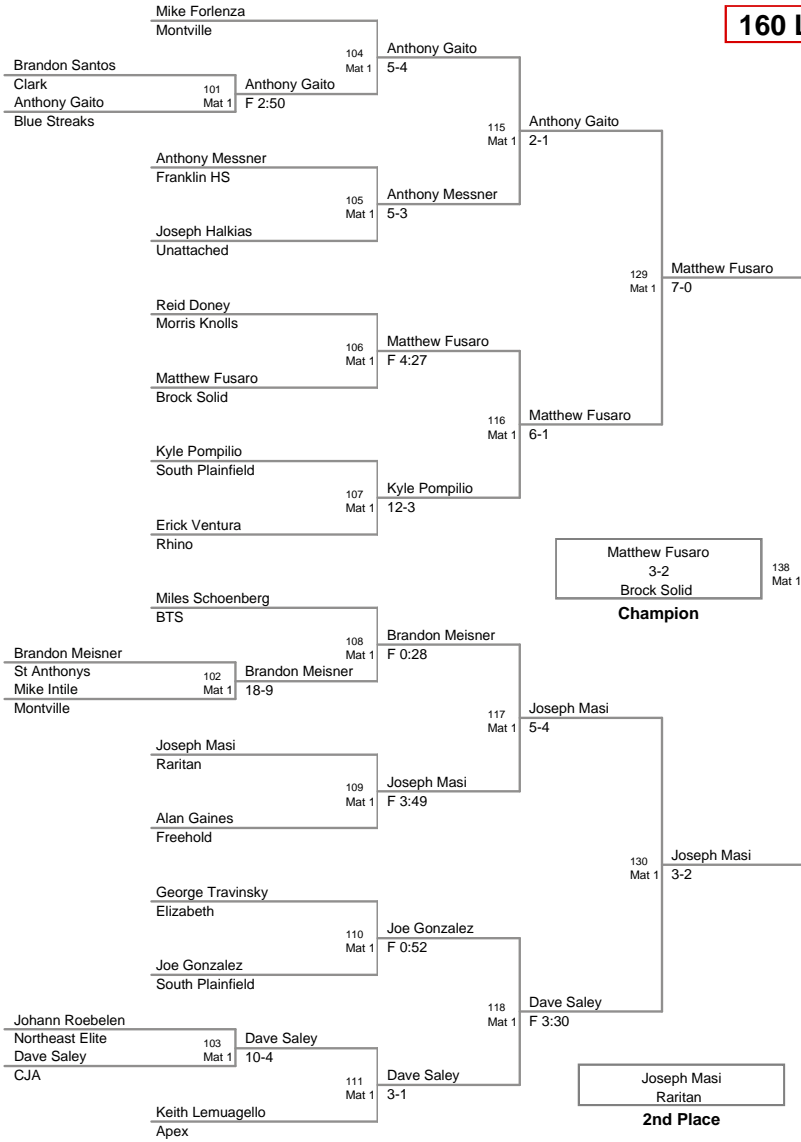 Mike Forlenza
Montville
160 L
104
Mat 1
Anthony Gaito
5-4
Brandon Santos
Clark
Anthony Gaito
Blue Streaks
101
Mat 1
Anthony Gaito
F 2:50
115
Mat 1
Anthony Gaito
2-1
Anthony Messner
Franklin HS
105
Mat 1
Anthony Messner
5-3
Joseph Halkias
Unattached
129
Mat 1
Matthew Fusaro
7-0
Reid Doney
Morris Knolls
106
Mat 1
Matthew Fusaro
F 4:27
Matthew Fusaro
Brock Solid
116
Mat 1
Matthew Fusaro
6-1
Kyle Pompilio
South Plainfield
107
Mat 1
Kyle Pompilio
12-3
Erick Ventura
Rhino
Matthew Fusaro
3-2
Brock Solid
138
Mat 1
Champion
Miles Schoenberg
BTS
108
Mat 1
Brandon Meisner
F 0:28
Brandon Meisner
St Anthonys
Mike Intile
Montville
102
Mat 1
Brandon Meisner
18-9
117
Mat 1
Joseph Masi
5-4
Joseph Masi
Raritan
109
Mat 1
Joseph Masi
F 3:49
Alan Gaines
Freehold
130
Mat 1
Joseph Masi
3-2
George Travinsky
Elizabeth
110
Mat 1
Joe Gonzalez
F 0:52
Joe Gonzalez
South Plainfield
118
Mat 1
Dave Saley
F 3:30
Johann Roebelen
Northeast Elite
Dave Saley
CJA
103
Mat 1
Dave Saley
10-4
111
Mat 1
Dave Saley
3-1
Keith Lemuagello
Apex
Joseph Masi
Raritan
2nd Place